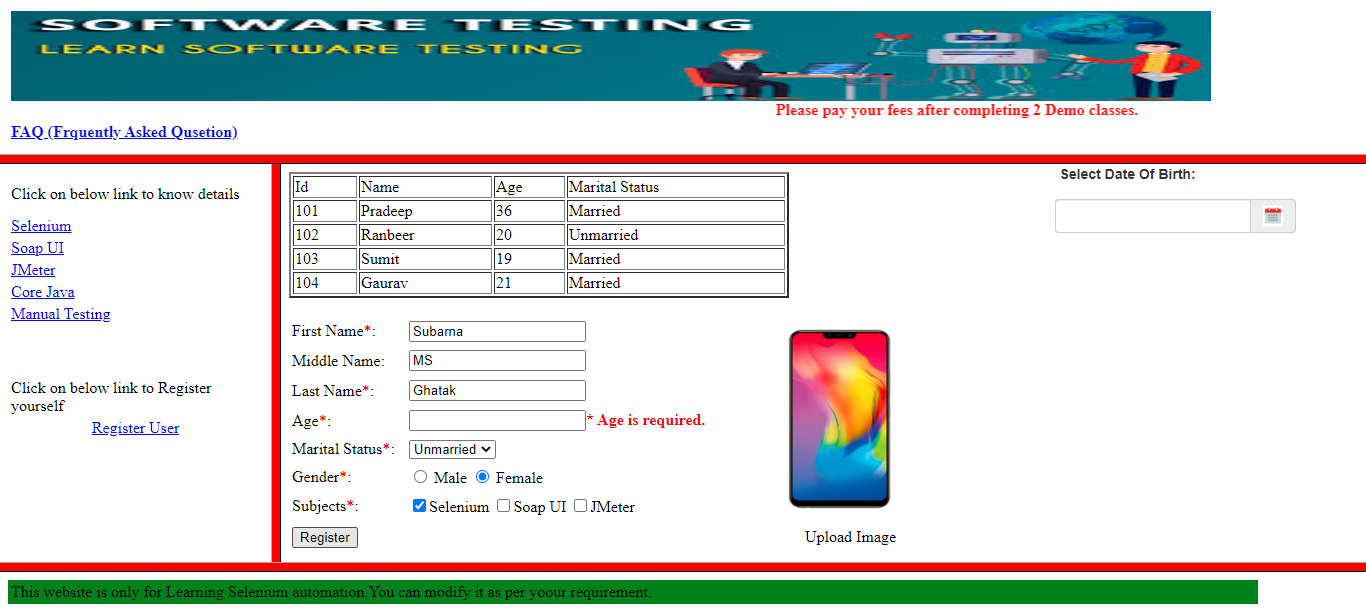 SOFTWARE TESTING
LEARN SOFTWARE TESTING
Please pay your fees after completing 2 Demo classes.
FAQ (Frquently Asked Qusetion)
Click on below link to know details
Selenium
Soap UI
JMeter
Core Java
Manual Testing
Click on below link to Register
yourself
Register User
Id Name Age Marital Status
101 Pradeep 36 Married
102 Ranbeer 20 Unmarried
103 Sumit 19 Married
104 Gaurav 21 Married
Select Date Of Birth:
First Name*: Subarna
Middle Name: MS
Last Name*: Ghatak
Age*: * Age is required.
Marital Status*: Unmarried
Gender*: Male Female
Subjects*: Selenium Soap UI JMeter
Register
Upload Image
This website is only for Learning Selenium automation.You can modify it as per yoour requirement.